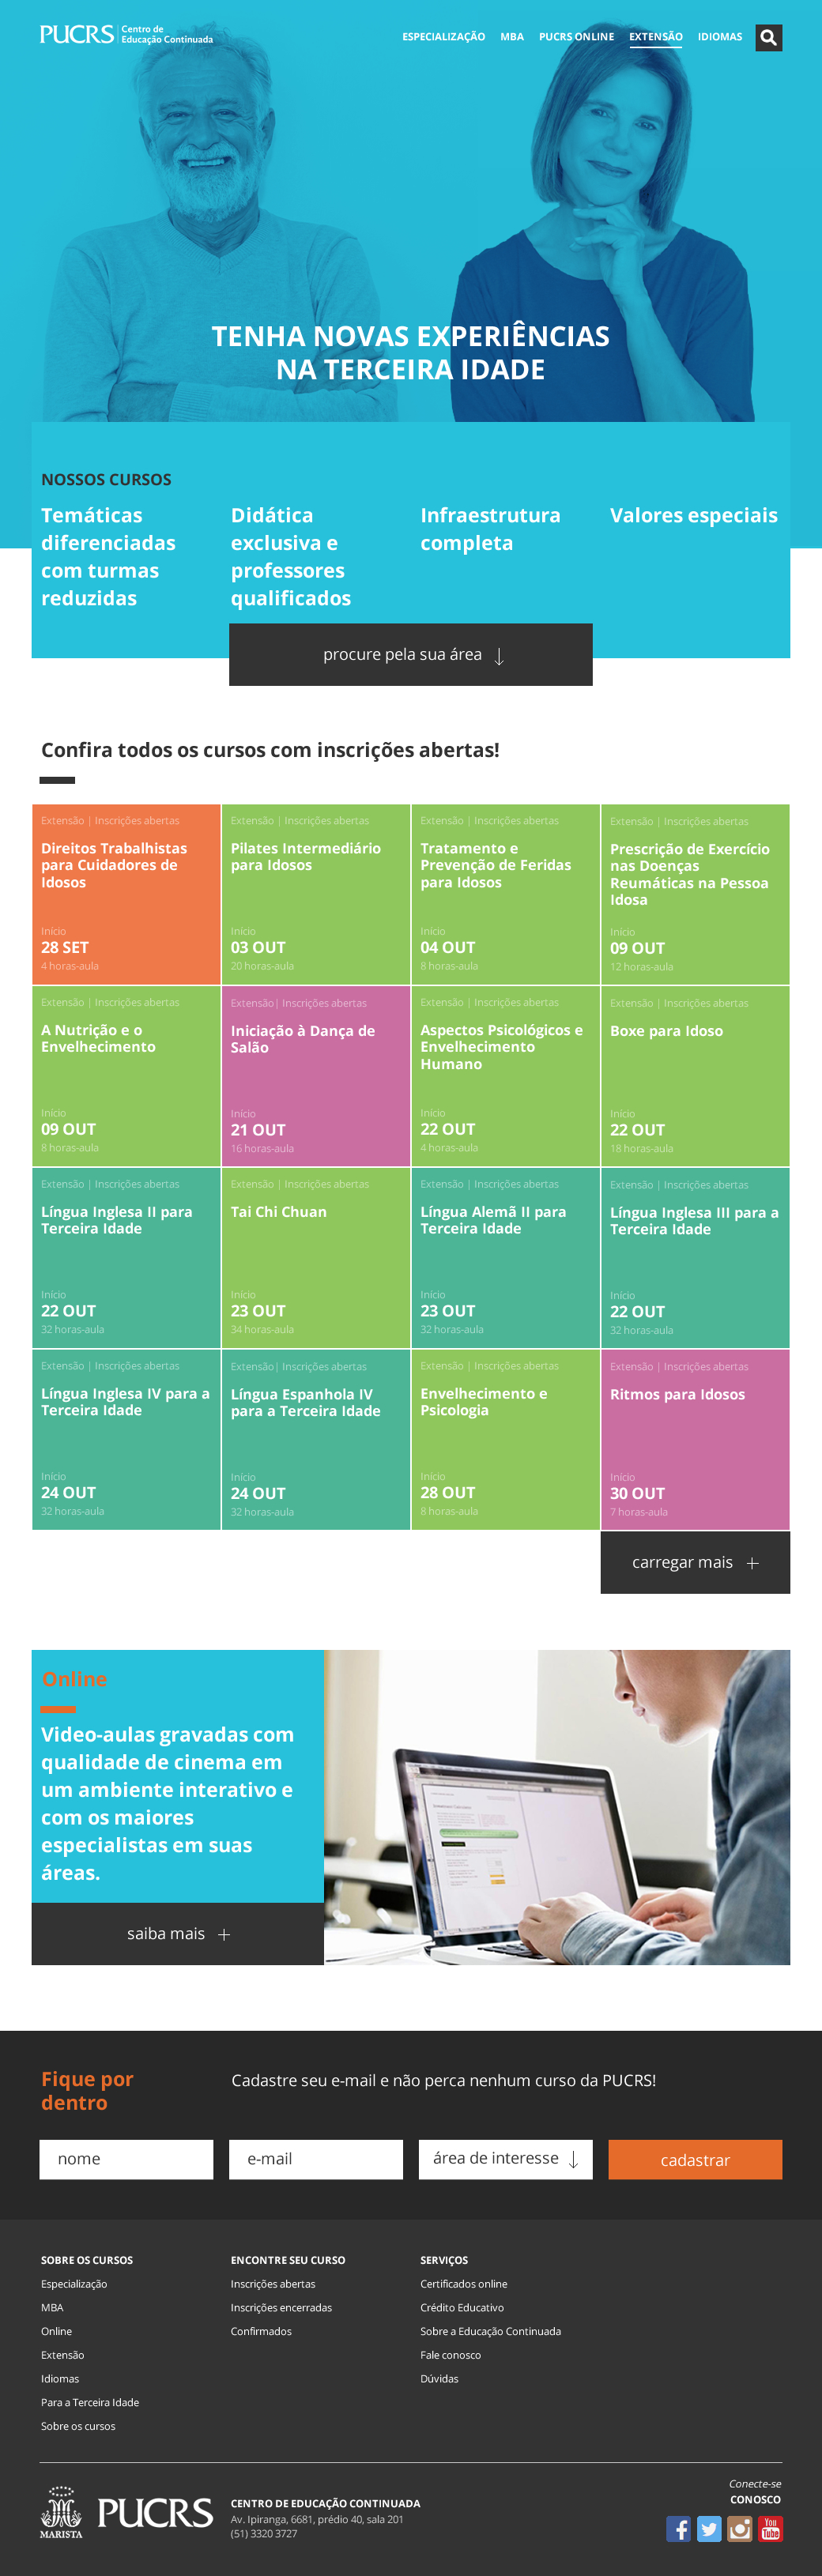 PUCRS Centro de
Educação Continuada
ESPECIALIZAÇÃO MBA PUCRS ONLINE EXTENSÃO IDIOMAS
TENHA NOVAS EXPERIÊNCIAS
NA TERCEIRA IDADE
NOSSOS CURSOS
Temáticas
diferenciadas
com turmas
reduzidas
Didática
exclusiva e
professores
qualificados
Infraestrutura
completa
Valores especiais
procure pela sua área
Confira todos os cursos com inscrições abertas!
Extensão | Inscrições abertas
Direitos Trabalhistas
para Cuidadores de
Idosos
Início
28 SET
4 horas-aula
Extensão | Inscrições abertas
Pilates Intermediário
para Idosos
Início
03 OUT
20 horas-aula
Extensão | Inscrições abertas
Tratamento e
Prevenção de Feridas
para Idosos
Início
04 OUT
8 horas-aula
Extensão | Inscrições abertas
Prescrição de Exercício
nas Doenças
Reumáticas na Pessoa
Idosa
Início
09 OUT
12 horas-aula
Extensão | Inscrições abertas
A Nutrição e o
Envelhecimento
Início
09 OUT
8 horas-aula
Extensão| Inscrições abertas
Iniciação à Dança de
Salão
Início
21 OUT
16 horas-aula
Extensão | Inscrições abertas
Aspectos Psicológicos e
Envelhecimento
Humano
Início
22 OUT
4 horas-aula
Extensão | Inscrições abertas
Boxe para Idoso
Início
22 OUT
18 horas-aula
Extensão | Inscrições abertas
Língua Inglesa II para
Terceira Idade
Início
22 OUT
32 horas-aula
Extensão | Inscrições abertas
Tai Chi Chuan
Início
23 OUT
34 horas-aula
Extensão | Inscrições abertas
Língua Alemã II para
Terceira Idade
Início
23 OUT
32 horas-aula
Extensão | Inscrições abertas
Língua Inglesa III para a
Terceira Idade
Início
22 OUT
32 horas-aula
Extensão | Inscrições abertas
Língua Inglesa IV para a
Terceira Idade
Início
24 OUT
32 horas-aula
Extensão| Inscrições abertas
Língua Espanhola IV
para a Terceira Idade
Início
24 OUT
32 horas-aula
Extensão | Inscrições abertas
Envelhecimento e
Psicologia
Início
28 OUT
8 horas-aula
Extensão | Inscrições abertas
Ritmos para Idosos
Início
30 OUT
7 horas-aula
carregar mais
Online
Video-aulas gravadas com
qualidade de cinema em
um ambiente interativo e
com os maiores
especialistas em suas
áreas.
saiba mais
Fique por
dentro
Cadastre seu e-mail e não perca nenhum curso da PUCRS!
nome
e-mail
área de interesse
cadastrar
SOBRE OS CURSOS
Especialização
MBA
Online
Extensão
Idiomas
Para a Terceira Idade
Sobre os cursos
ENCONTRE SEU CURSO
Inscrições abertas
Inscrições encerradas
Confirmados
SERVIÇOS
Certificados online
Crédito Educativo
Sobre a Educação Continuada
Fale conosco
Dúvidas
MARISTA
PUCRS
CENTRO DE EDUCAÇÃO CONTINUADA
Av. Ipiranga, 6681, prédio 40, sala 201
(51) 3320 3727
Conecte-se
CONOSCO
You
Tube